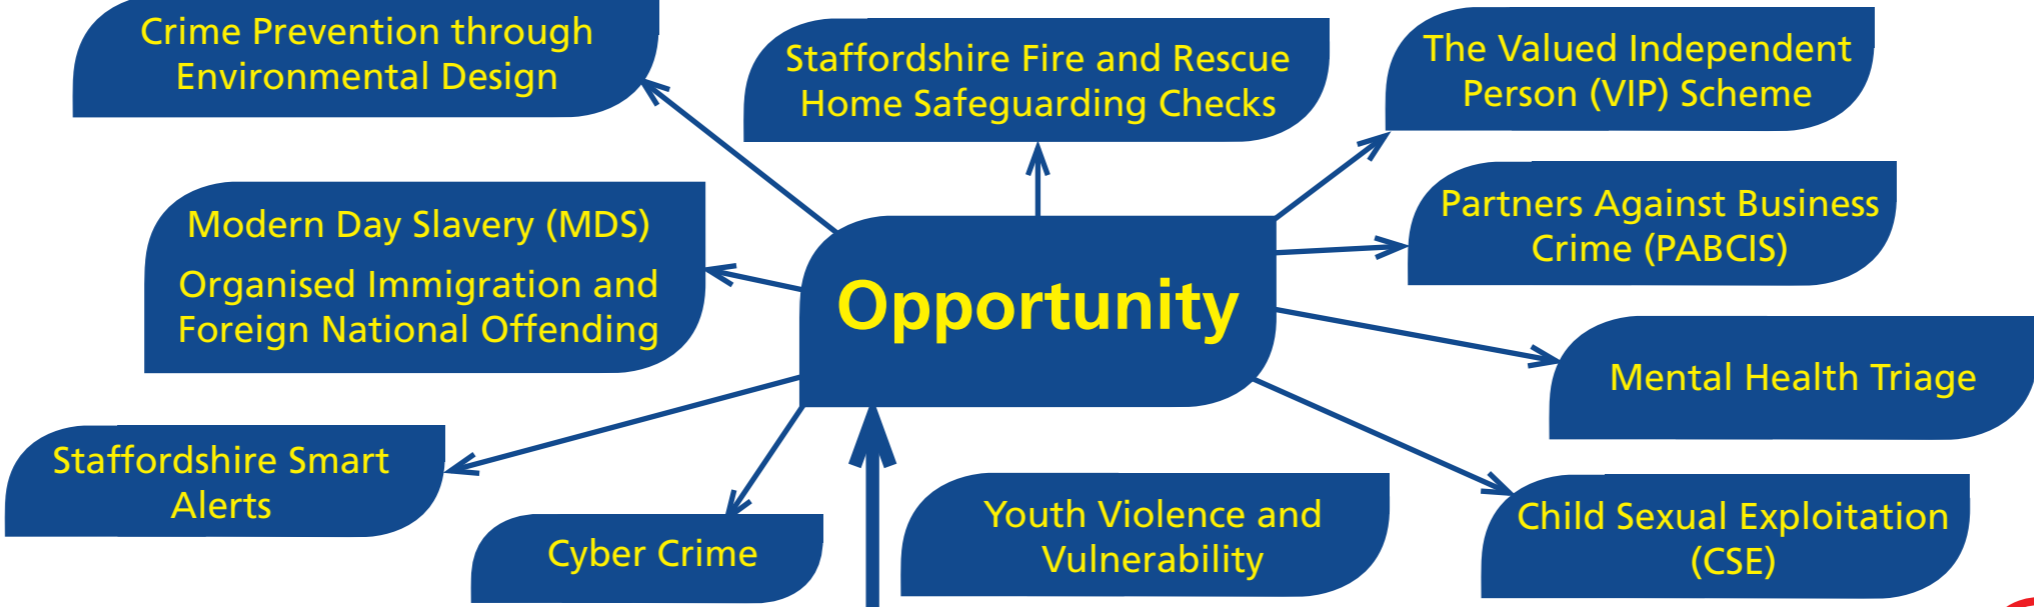 Crime Prevention through
Environmental Design
Staffordshire Fire and Rescue
Home Safeguarding Checks
The Valued Independent
Person (VIP) Scheme
Modern Day Slavery (MDS)
Organised Immigration and
Foreign National Offending
Opportunity
Partners Against Business
Crime (PABCIS)
Mental Health Triage
Staffordshire Smart
Alerts
Cyber Crime
Youth Violence and
Vulnerability
Child Sexual Exploitation
(CSE)